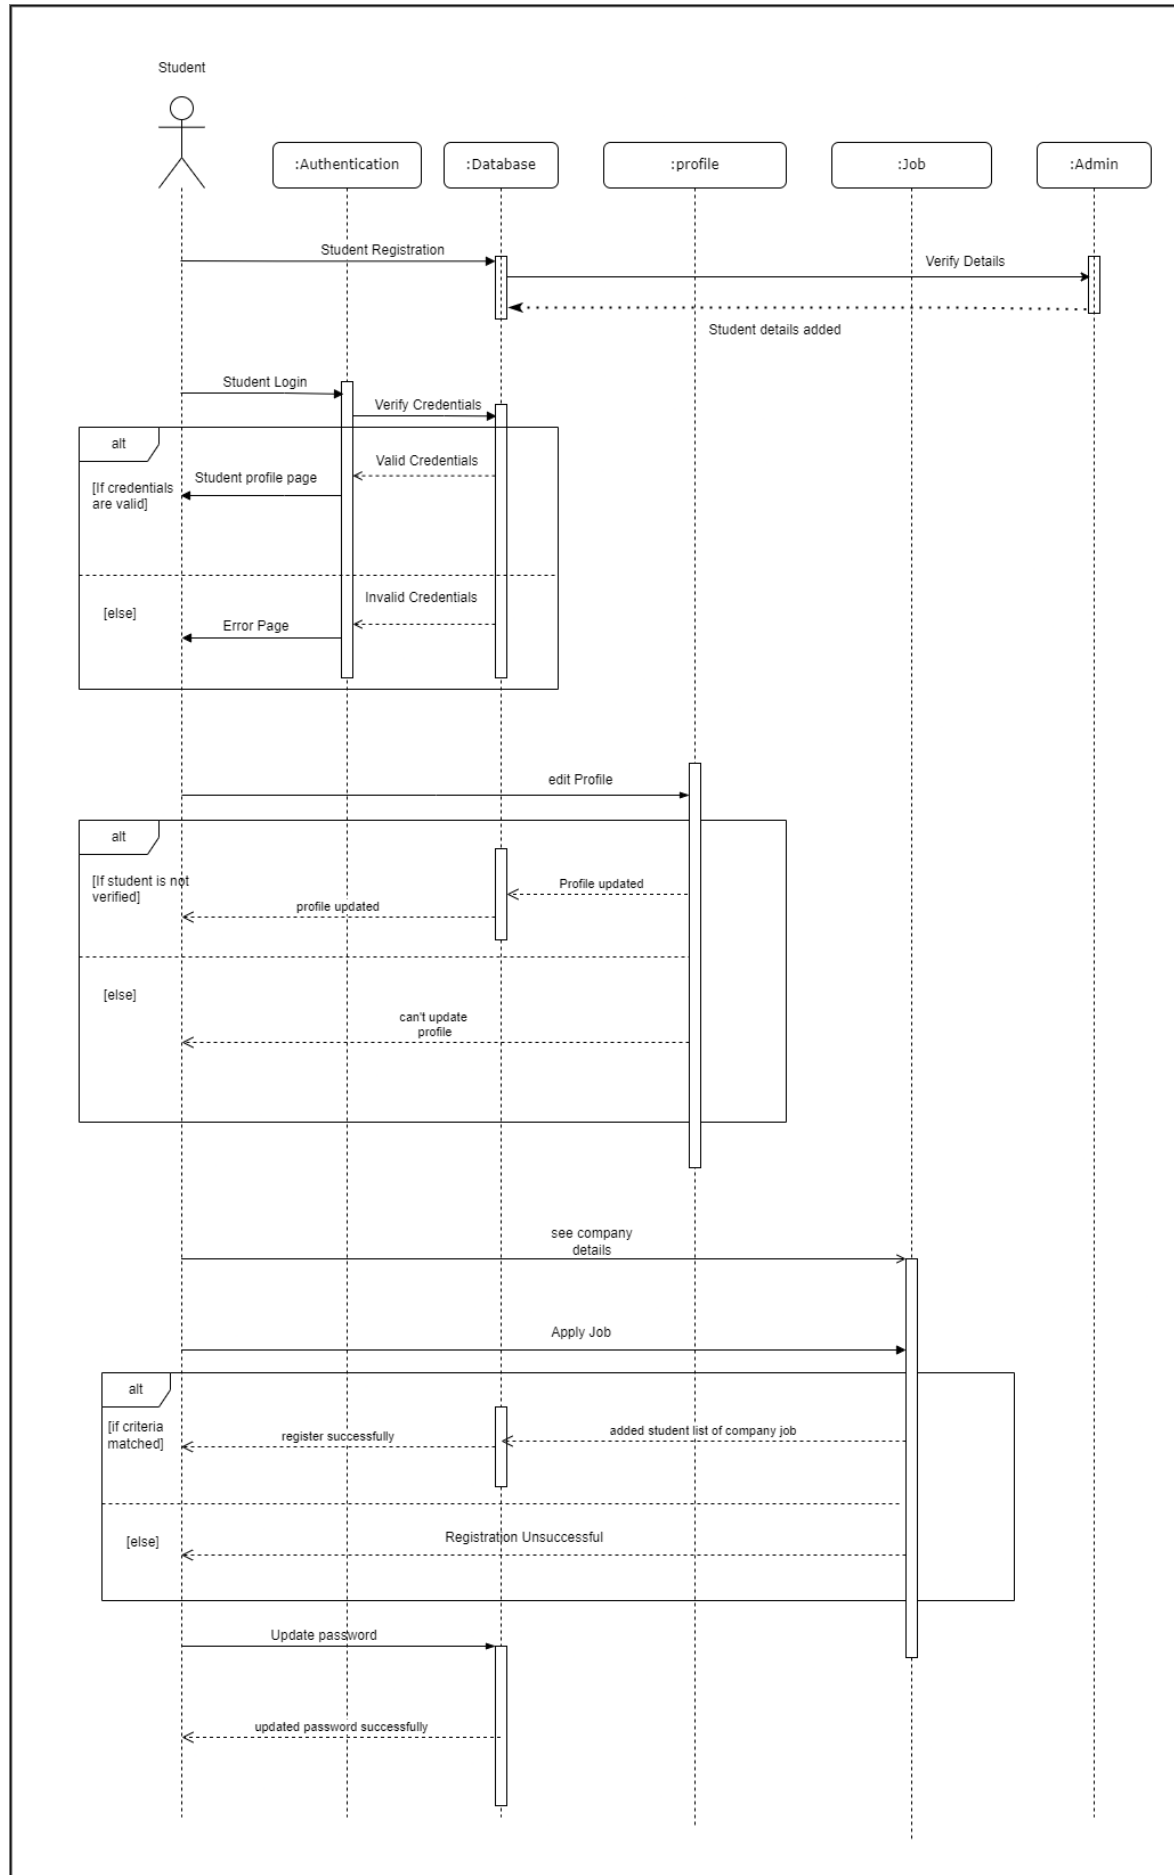 Student
:Authentication
:Database
:profile
:Job
:Admin
Student Registration
Verify Details
Student details added
Student Login
Verify Credentials
alt
Valid Credentials
Student profile page
[If credentials
are valid]
Invalid Credentials
[else]
Error Page
edit Profile
alt
[If student is not
verified]
Profile updated
profile updated
[else]
can't update
profile
see company
details
Apply Job
alt
[if criteria
matched]
added student list of company job
register successfully
Registration Unsuccessful
[else]
Update password
updated password successfully